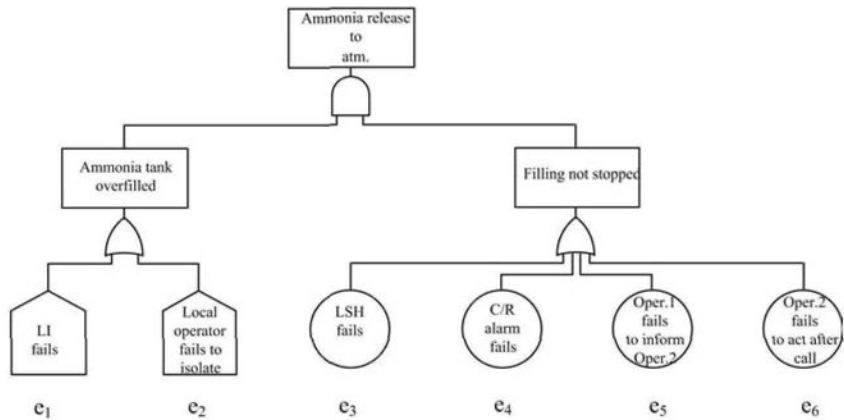 Ammonia release
to
atm.
Ammonia tank
overfilled
Filling not stopped
LI
fails
Local
operator
fails to
isolate
LSH
fails
C/R
alarm
fails
Oper.1
fails
to inform
Oper.2
Oper.2
fails
to act after
call
e1
e2
e3
e4
e5
e6